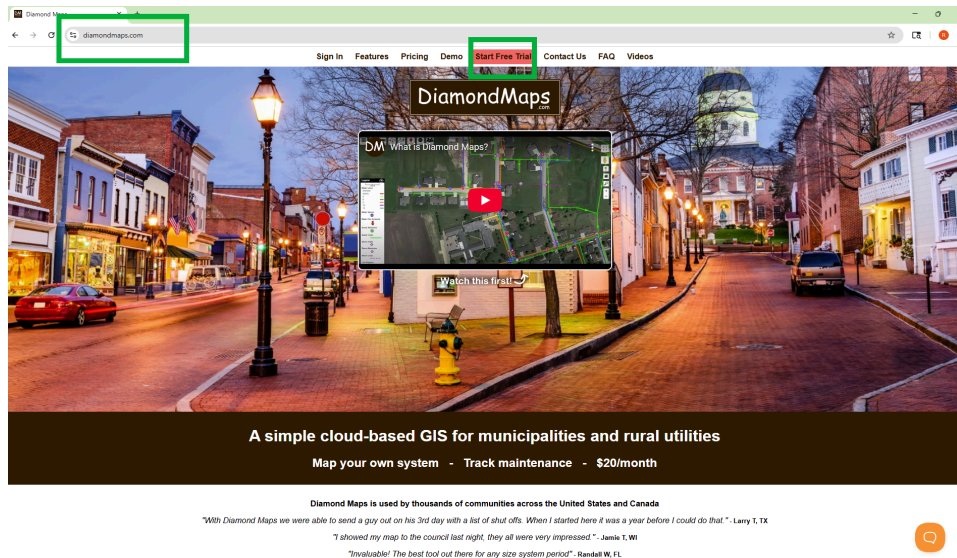 Diamond Maps
diamondmaps.com
Sign In Features Pricing Demo Start Free Trial Contact Us FAQ Videos
DiamondMaps
.com
DM What is Diamond Maps?
Watch this first!
A simple cloud-based GIS for municipalities and rural utilities
Map your own system - Track maintenance - $20/month
Diamond Maps is used by thousands of communities across the United States and Canada
"With Diamond Maps we were able to send a guy out on his 3rd day with a list of shut offs. When I started here it was a year before I could do that." - Larry T, TX
"I showed my map to the council last night, they all were very impressed." - Jamie T, WI
"Invaluable! The best tool out there for any size system period" - Randall W, FL